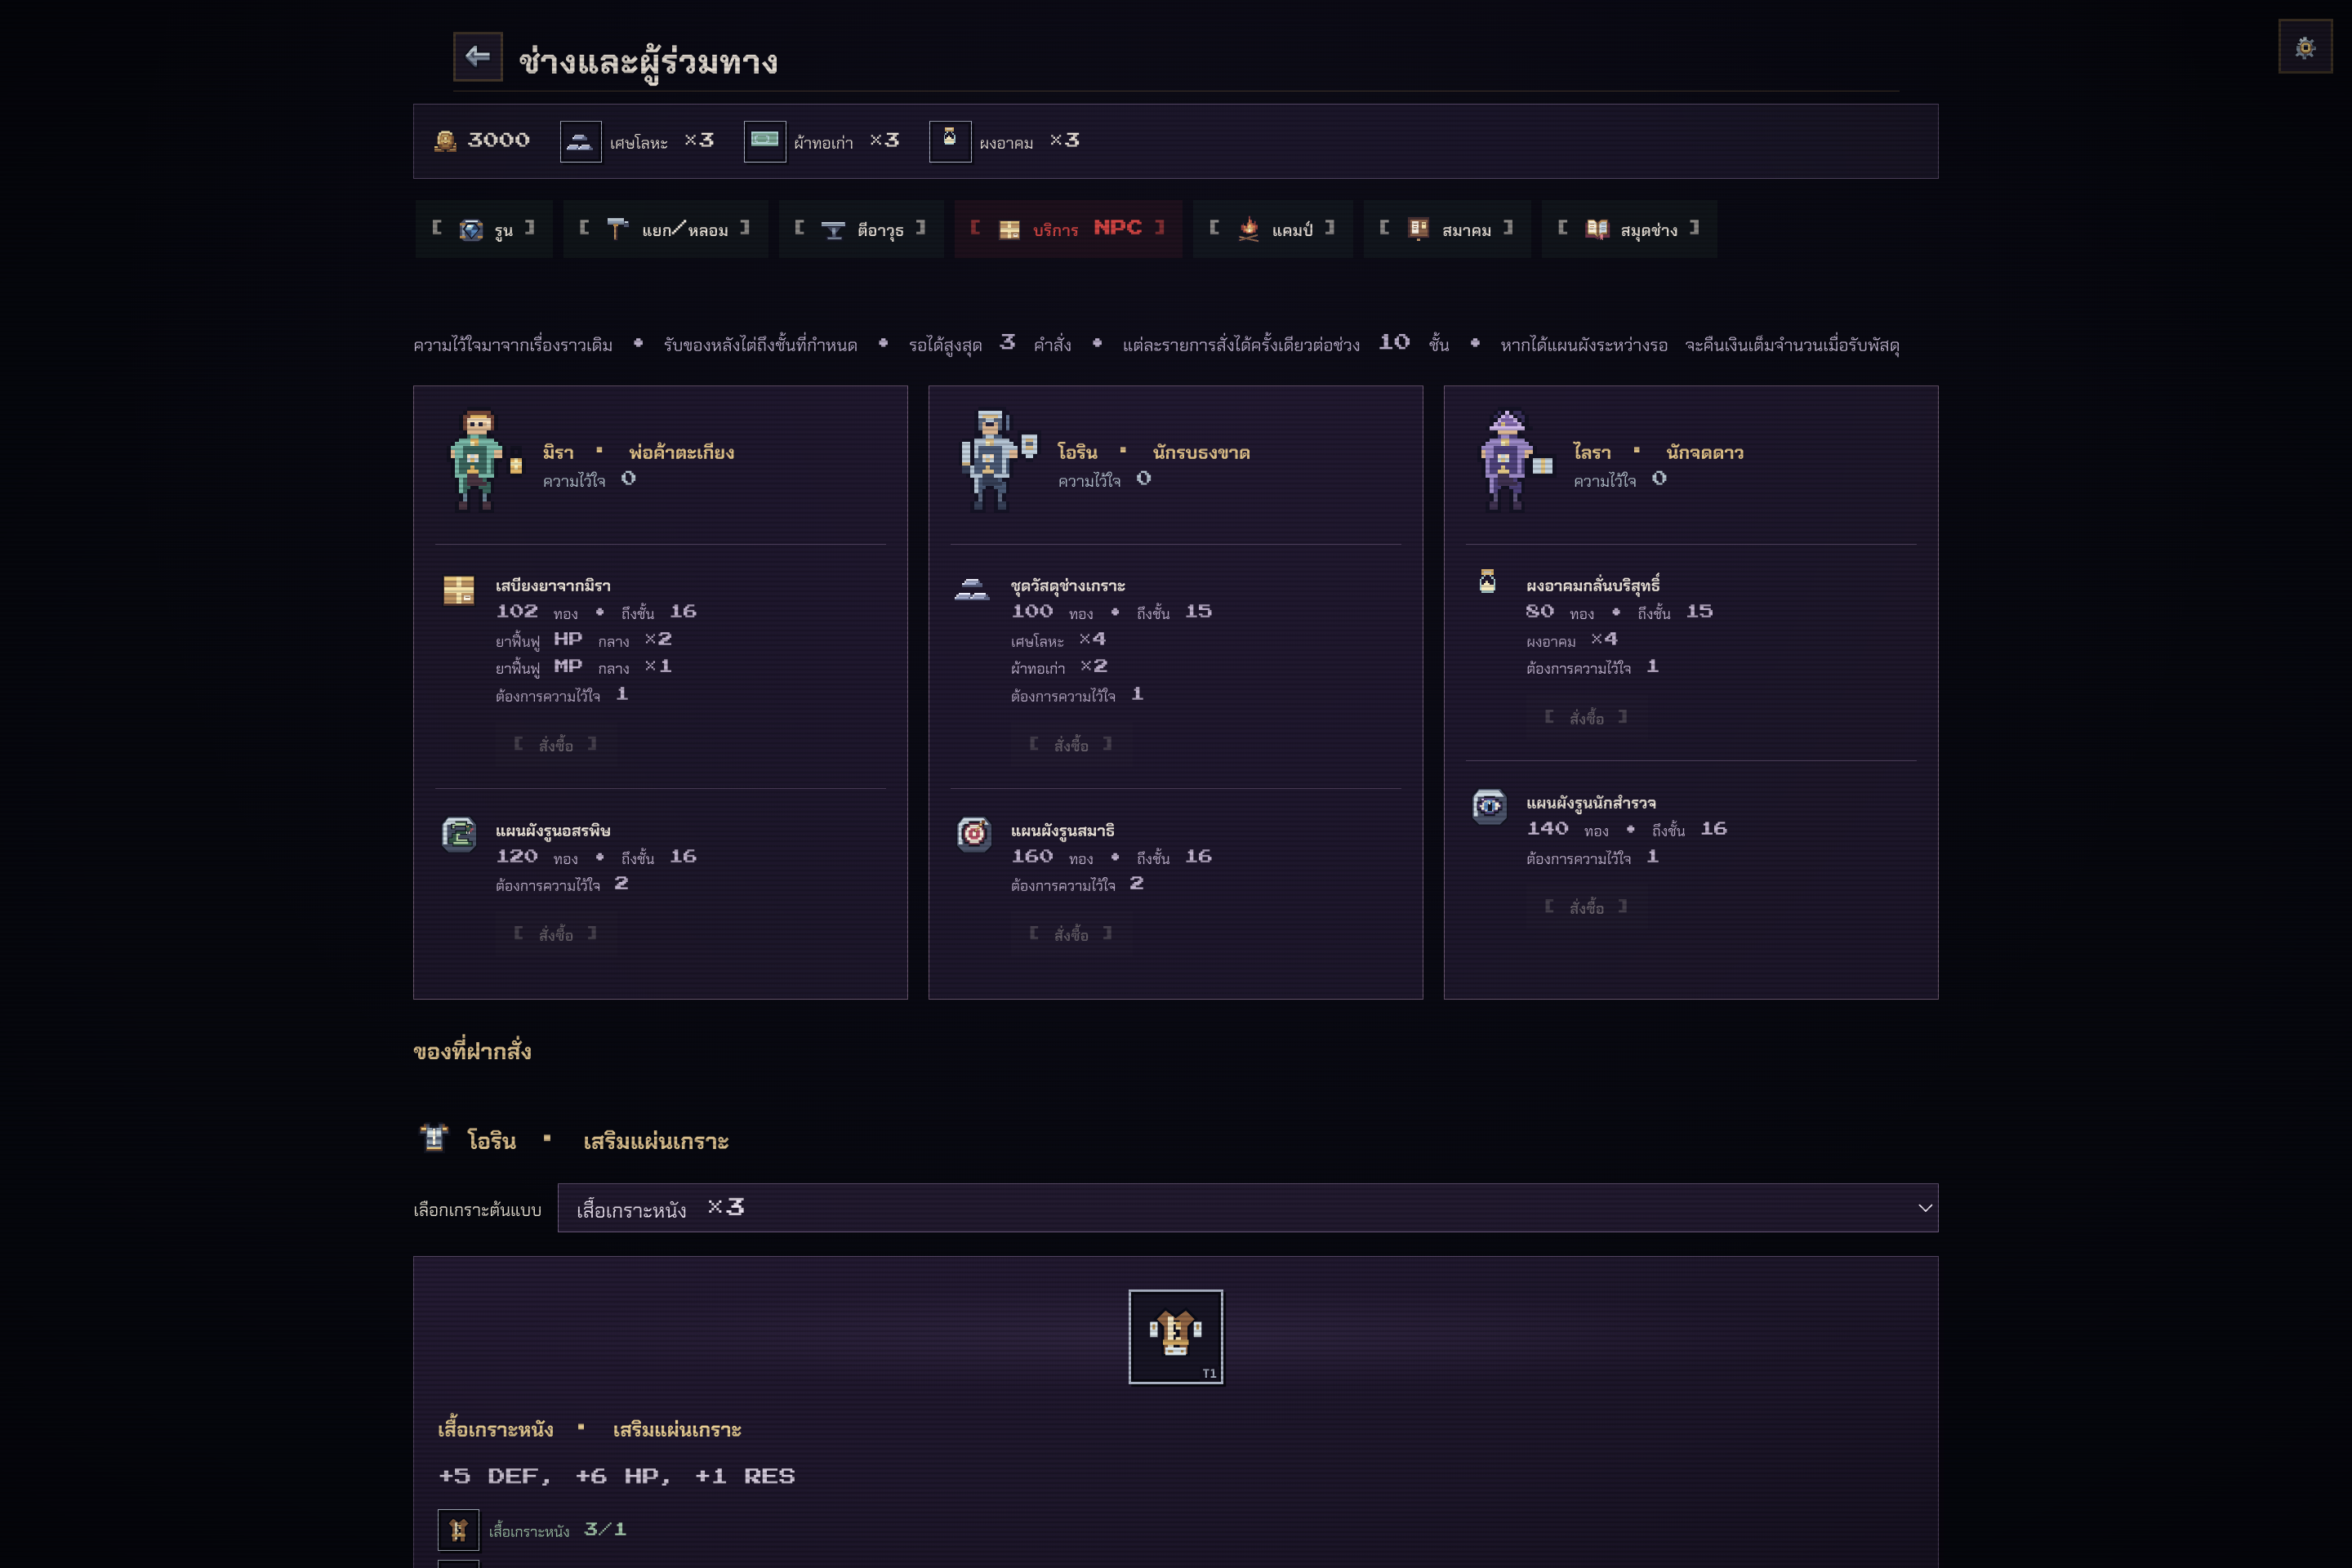 ช่างและผู้ร่วมทาง
3000 เศษโลหะ ×3 ผ้าทอเก่า ×3 ผงอาคม ×3
[ รูน ] [ แยก/หลอม ] [ ตีอาวุธ ] [ บริการ NPC ] [ แคมป์ ] [ สมาคม ] [ สมุดช่าง ]
ความไว้ใจมาจากเรื่องราวเดิม • รับของหลังไต่ถึงชั้นที่กำหนด • รอได้สูงสุด 3 คำสั่ง • แต่ละรายการสั่งได้ครั้งเดียวต่อช่วง 10 ชั้น • หากได้แผนผังระหว่างรอ จะคืนเงินเต็มจำนวนเมื่อรับพัสดุ
มิรา · พ่อค้าตะเกียง
ความไว้ใจ 0
เสบียงยาจากมิรา
102 ทอง • ถึงชั้น 16
ยาฟื้นฟู HP กลาง ×2
ยาฟื้นฟู MP กลาง ×1
ต้องการความไว้ใจ 1
[ สั่งซื้อ ]
แผนผังรูนอสรพิษ
120 ทอง • ถึงชั้น 16
ต้องการความไว้ใจ 2
[ สั่งซื้อ ]
โอริน · นักรบธงขาด
ความไว้ใจ 0
ชุดวัสดุช่างเกราะ
100 ทอง • ถึงชั้น 15
เศษโลหะ ×4
ผ้าทอเก่า ×2
ต้องการความไว้ใจ 1
[ สั่งซื้อ ]
แผนผังรูนสมาธิ
160 ทอง • ถึงชั้น 16
ต้องการความไว้ใจ 2
[ สั่งซื้อ ]
ไลรา · นักจดดาว
ความไว้ใจ 0
ผงอาคมกลั่นบริสุทธิ์
80 ทอง • ถึงชั้น 15
ผงอาคม ×4
ต้องการความไว้ใจ 1
[ สั่งซื้อ ]
แผนผังรูนนักสำรวจ
140 ทอง • ถึงชั้น 16
ต้องการความไว้ใจ 1
[ สั่งซื้อ ]
ของที่ฝากสั่ง
โอริน · เสริมแผ่นเกราะ
เลือกเกราะต้นแบบ เสื้อเกราะหนัง ×3
T1
เสื้อเกราะหนัง · เสริมแผ่นเกราะ
+5 DEF, +6 HP, +1 RES
เสื้อเกราะหนัง 3/1